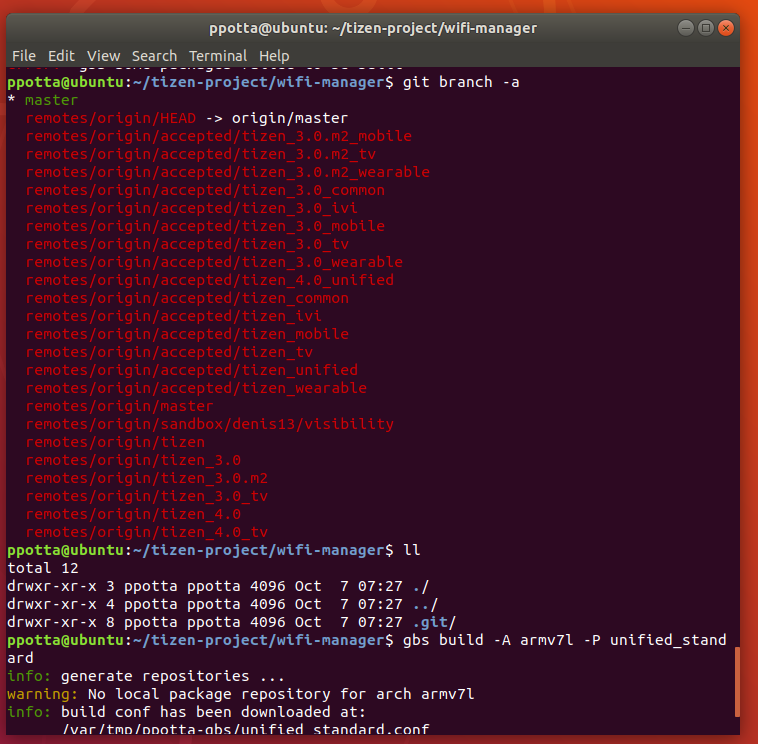 ppotta@ubuntu: ~/tizen-project/wifi-manager
File Edit View Search Terminal Help
ppotta@ubuntu:~/tizen-project/wifi-manager$ git branch -a
* master
remotes/origin/HEAD -> origin/master
remotes/origin/accepted/tizen_3.0.m2_mobile
remotes/origin/accepted/tizen_3.0.m2_tv
remotes/origin/accepted/tizen_3.0.m2_wearable
remotes/origin/accepted/tizen_3.0_common
remotes/origin/accepted/tizen_3.0_ivi
remotes/origin/accepted/tizen_3.0_mobile
remotes/origin/accepted/tizen_3.0_tv
remotes/origin/accepted/tizen_3.0_wearable
remotes/origin/accepted/tizen_4.0_unified
remotes/origin/accepted/tizen_common
remotes/origin/accepted/tizen_ivi
remotes/origin/accepted/tizen_mobile
remotes/origin/accepted/tizen_tv
remotes/origin/accepted/tizen_unified
remotes/origin/accepted/tizen_wearable
remotes/origin/master
remotes/origin/sandbox/denis13/visibility
remotes/origin/tizen
remotes/origin/tizen_3.0
remotes/origin/tizen_3.0.m2
remotes/origin/tizen_3.0_tv
remotes/origin/tizen_4.0
remotes/origin/tizen_4.0_tv
ppotta@ubuntu:~/tizen-project/wifi-manager$ ll
total 12
drwxr-xr-x 3 ppotta ppotta 4096 Oct  7 07:27 ./
drwxr-xr-x 4 ppotta ppotta 4096 Oct  7 07:27 ../
drwxr-xr-x 8 ppotta ppotta 4096 Oct  7 07:27 .git/
ppotta@ubuntu:~/tizen-project/wifi-manager$ gbs build -A armv7l -P unified_stand
ard
info: generate repositories ...
warning: No local package repository for arch armv7l
info: build conf has been downloaded at:
/var/tmp/ppotta-gbs/unified_standard.conf